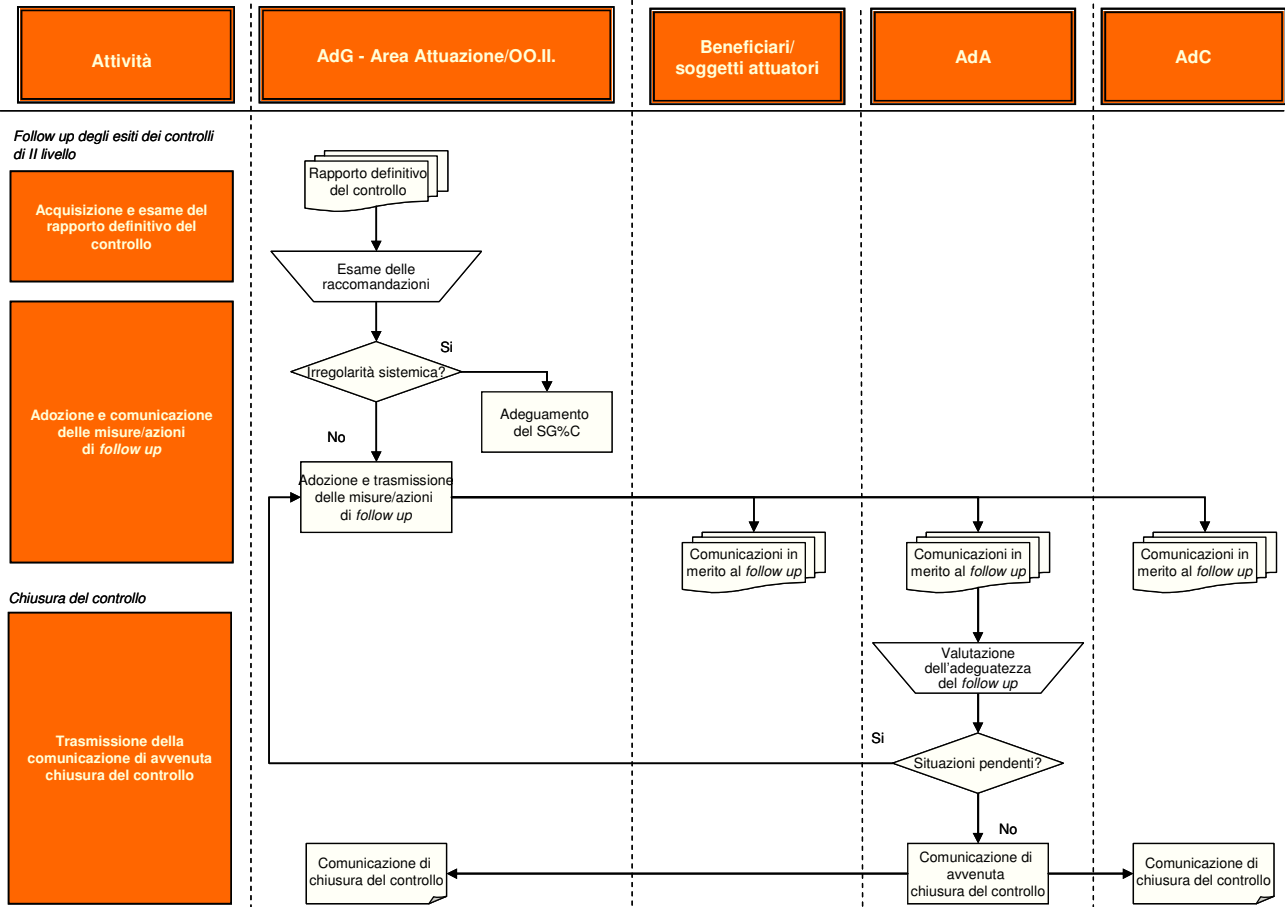 Attività
AdG - Area Attuazione/OO.II.
Beneficiari/
soggetti attuatori
AdA
AdC
Follow up degli esiti dei controlli
di II livello
Acquisizione e esame del
rapporto definitivo del
controllo
Rapporto definitivo
del controllo
Esame delle
raccomandazioni
Adozione e comunicazione
delle misure/azioni
di follow up
Si
Irregolarità sistemica?
Adeguamento
del SG%C
No
Adozione e trasmissione
delle misure/azioni
di follow up
Comunicazioni in
merito al follow up
Comunicazioni in
merito al follow up
Comunicazioni in
merito al follow up
Chiusura del controllo
Trasmissione della
comunicazione di avvenuta
chiusura del controllo
Valutazione
dell'adeguatezza
del follow up
Si
Situazioni pendenti?
No
Comunicazione di
chiusura del controllo
Comunicazione di
avvenuta
chiusura del controllo
Comunicazione di
chiusura del controllo